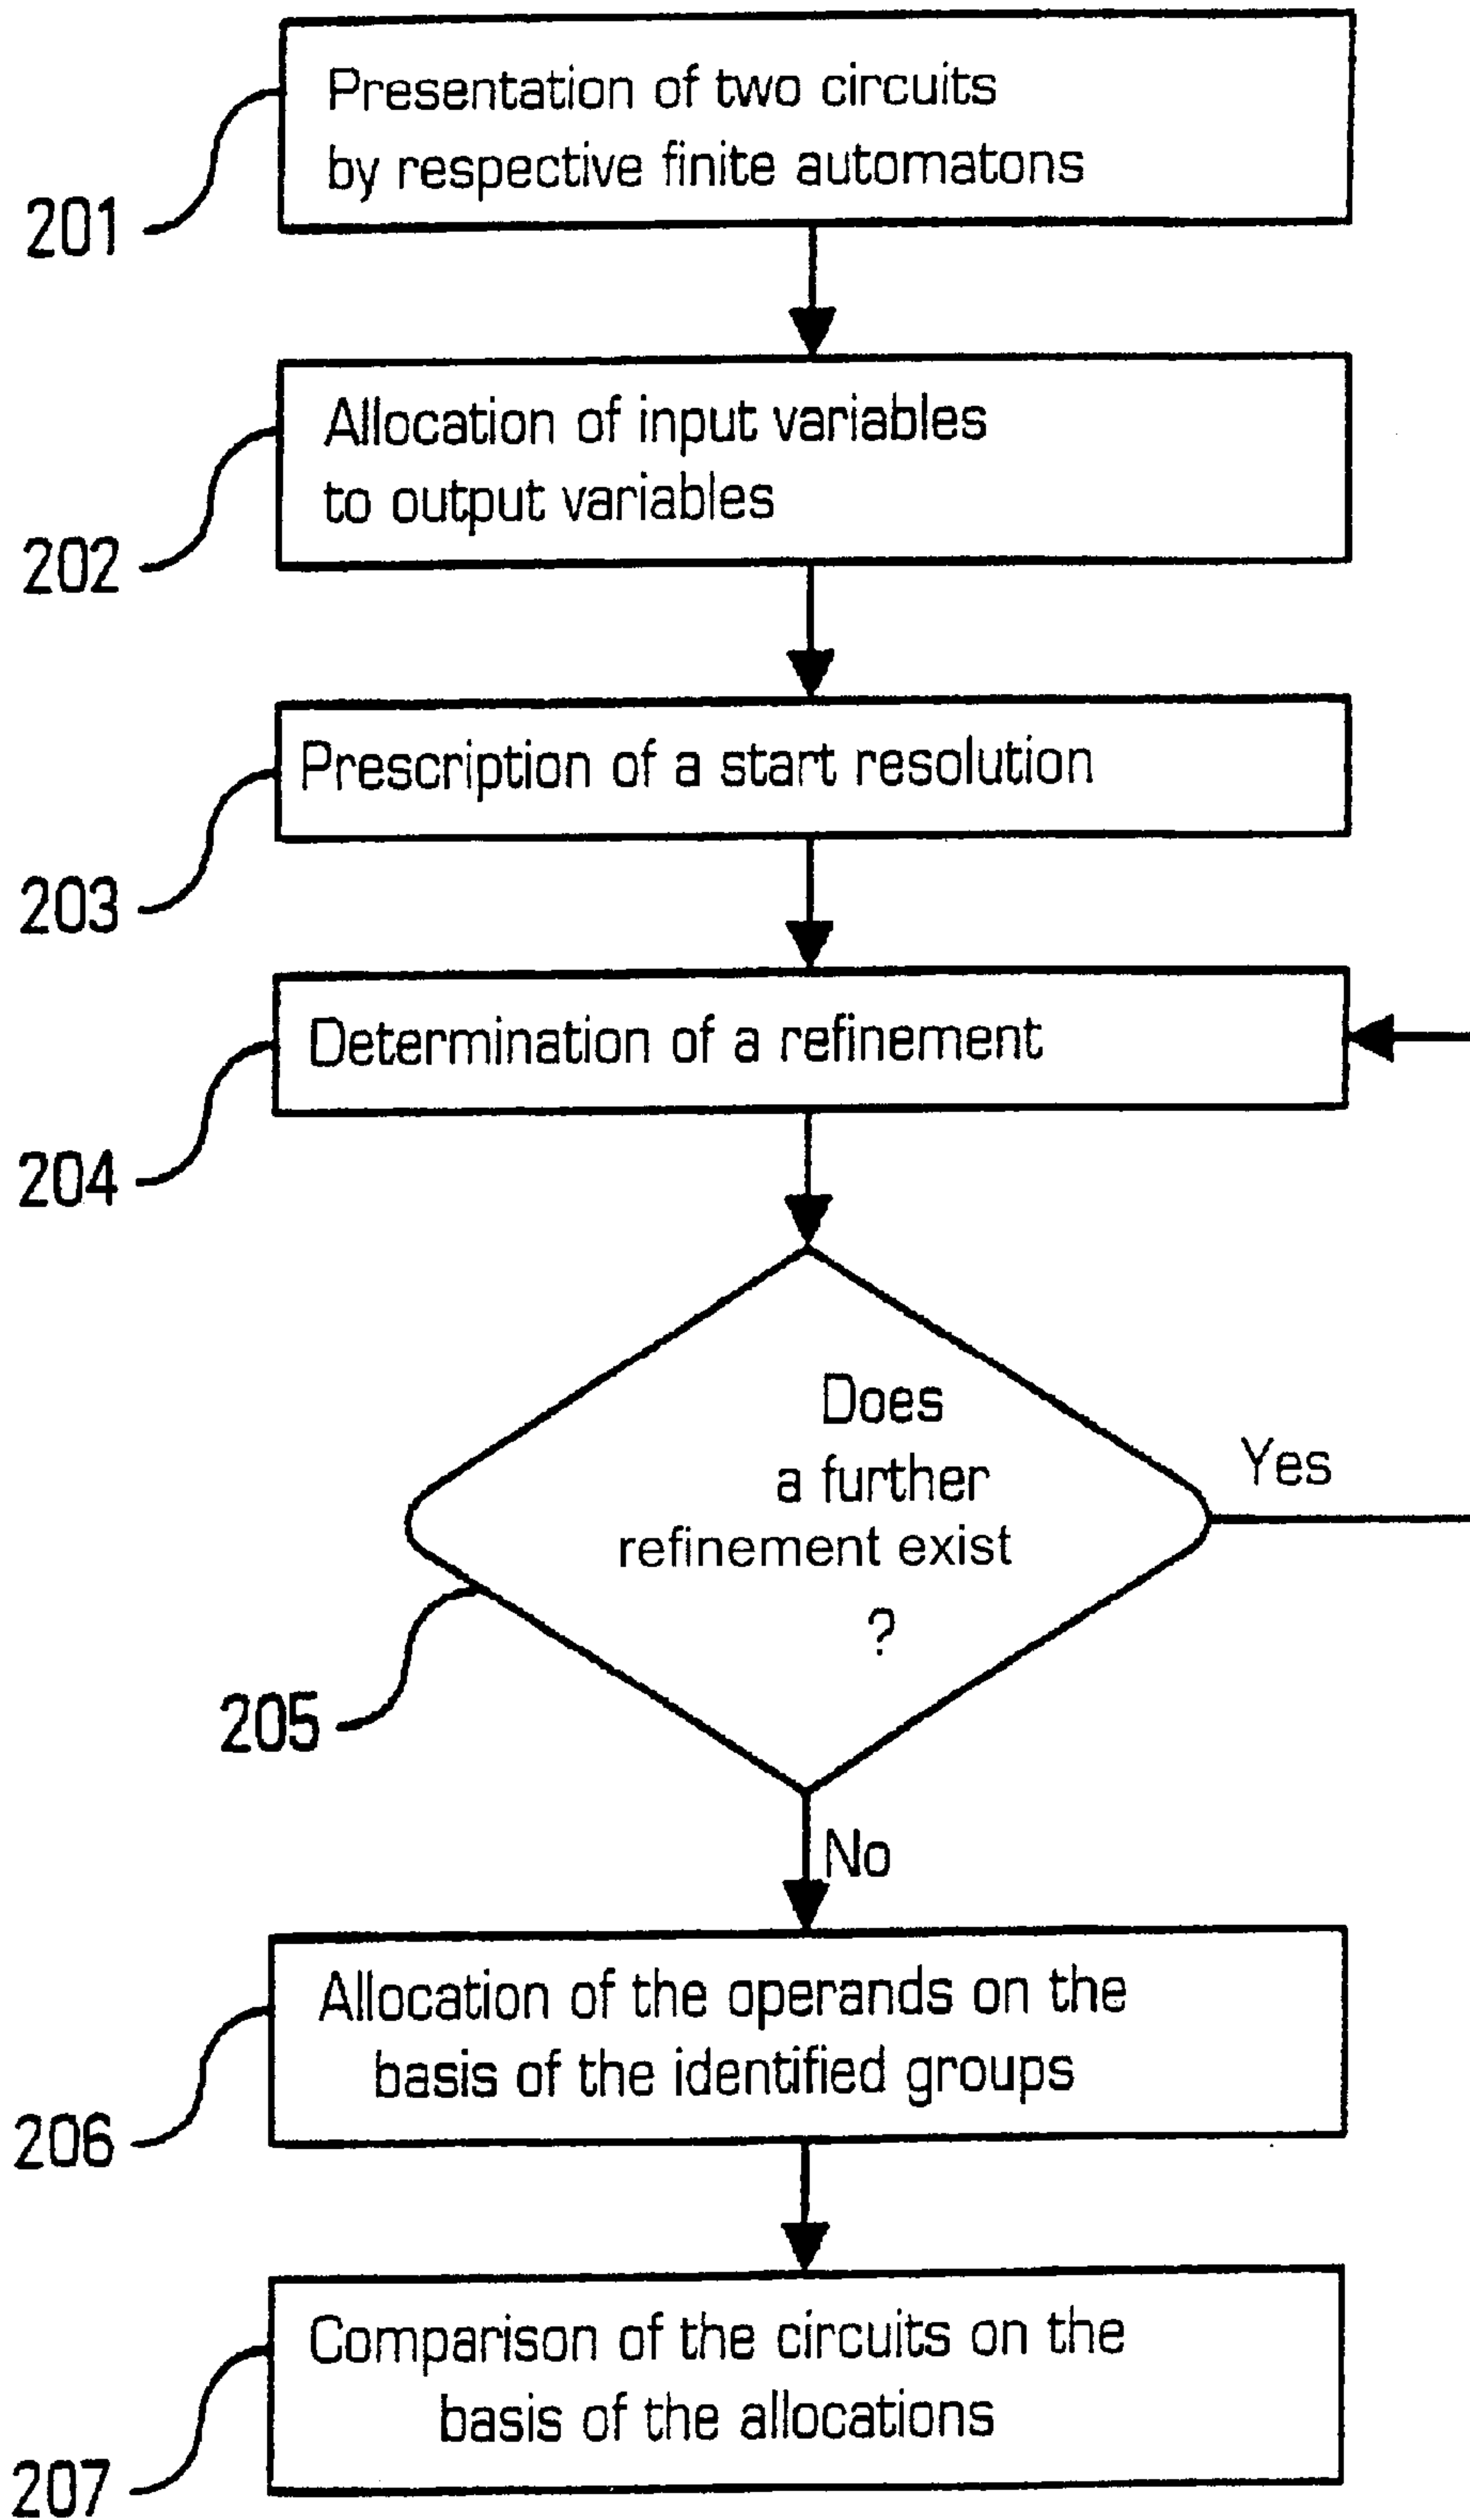 Presentation of two circuits
by respective finite automatons
201
Allocation of input variables
to output variables
202
Prescription of a start resolution
203
Determination of a refinement
204
Does
a further
refinement exist
?
Yes
205
No
Allocation of the operands on the
basis of the identified groups
206
Comparison of the circuits on the
basis of the allocations
207